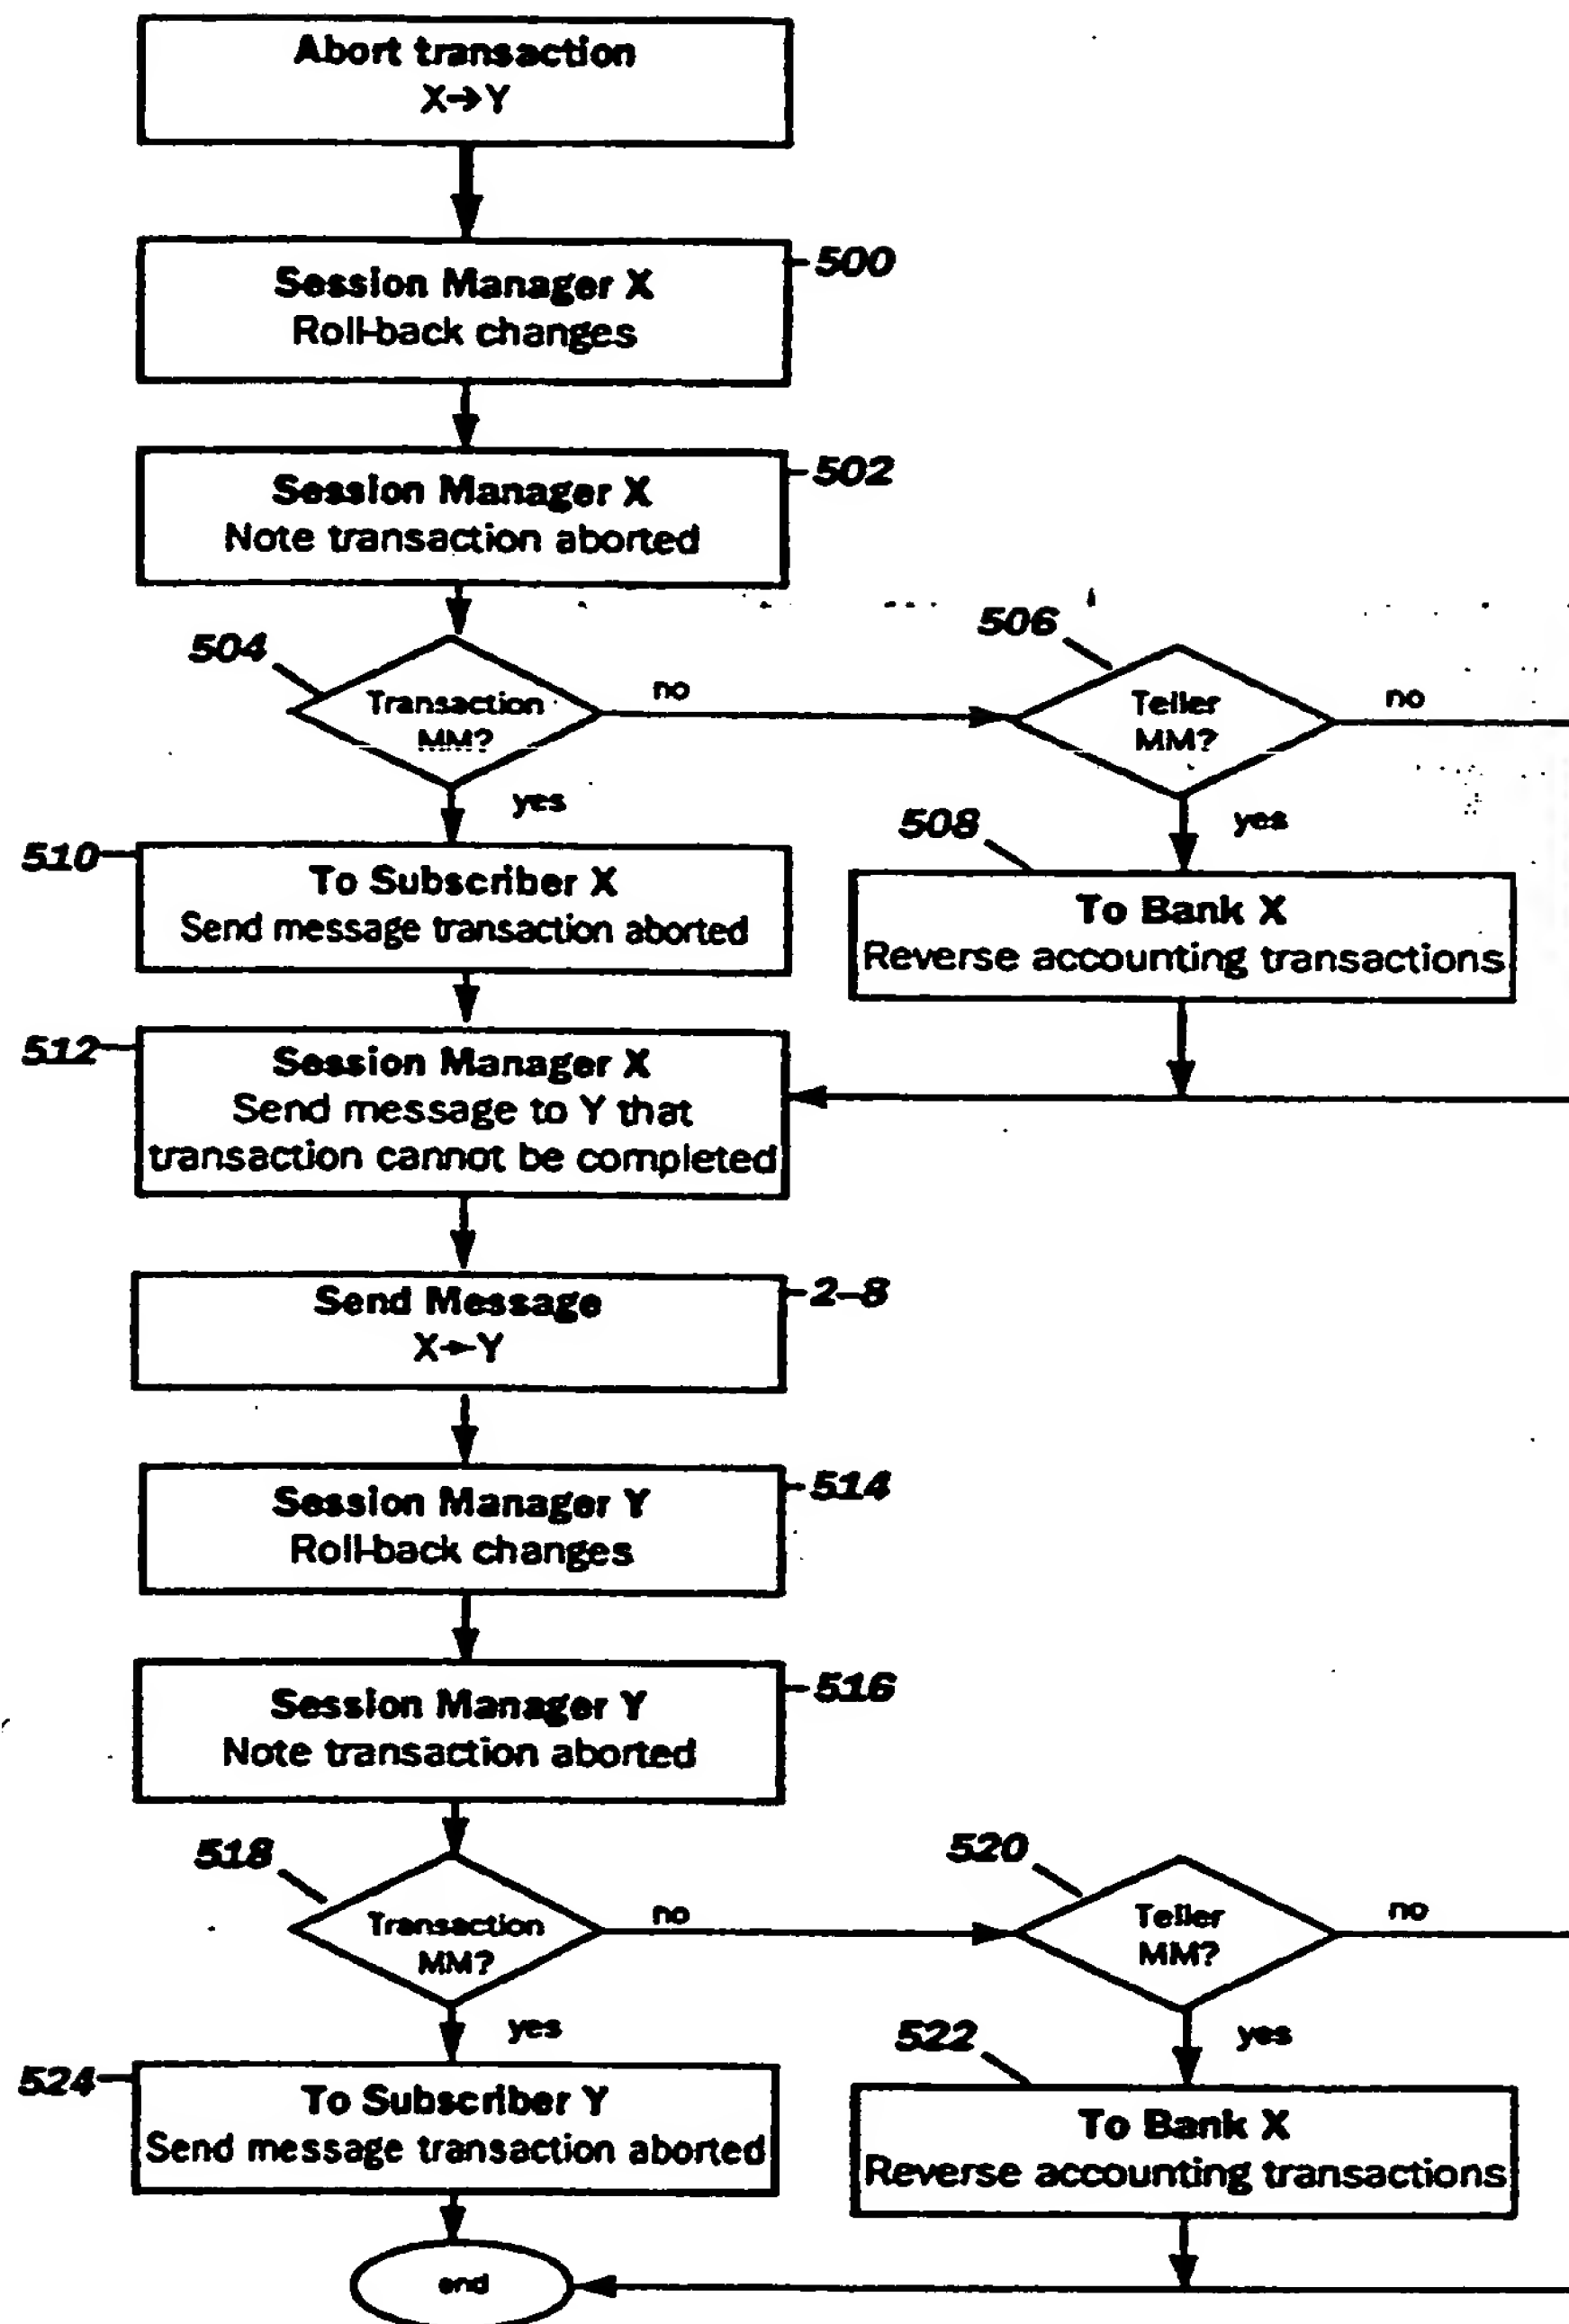 Abort transaction
X→Y
500
Session Manager X
Roll-back changes
502
Session Manager X
Note transaction aborted
504
Transaction
MM?
no
yes
506
Teller
MM?
no
yes
508
To Bank X
Reverse accounting transactions
510
To Subscriber X
Send message transaction aborted
512
Session Manager X
Send message to Y that
transaction cannot be completed
2-8
Send Message
X→Y
514
Session Manager Y
Roll-back changes
516
Session Manager Y
Note transaction aborted
518
Transaction
MM?
no
yes
520
Teller
MM?
no
yes
522
To Bank X
Reverse accounting transactions
524
To Subscriber Y
Send message transaction aborted
end